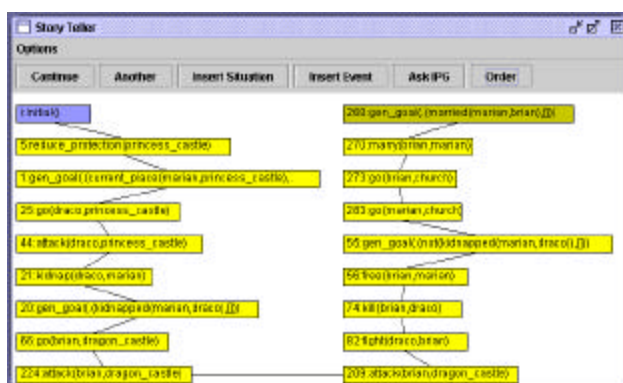 Story Teller
Options
Continue Another Insert Situation Insert Event Ask IPG Order
5:reduce_protection(princess_castle)
1:gen_goal(,(current_place(marian,princess_castle),
25:go(draco,princess_castle)
44:attack(draco,princess_castle)
21:kidnap(draco,marian)
20:gen_goal(,(kidnapped(marian,draco),[]))
66:go(brian,dragon_castle)
224:attack(brian,dragon_castle)
260:gen_goal(,(married(marian,brian),[]))
270:marry(brian,marian)
273:go(brian,church)
283:go(marian,church)
55:gen_goal(,(not(kidnapped(marian,draco)),[]))
56:free(brian,marian)
74:kill(brian,draco)
82:fight(draco,brian)
209:attack(brian,dragon_castle)